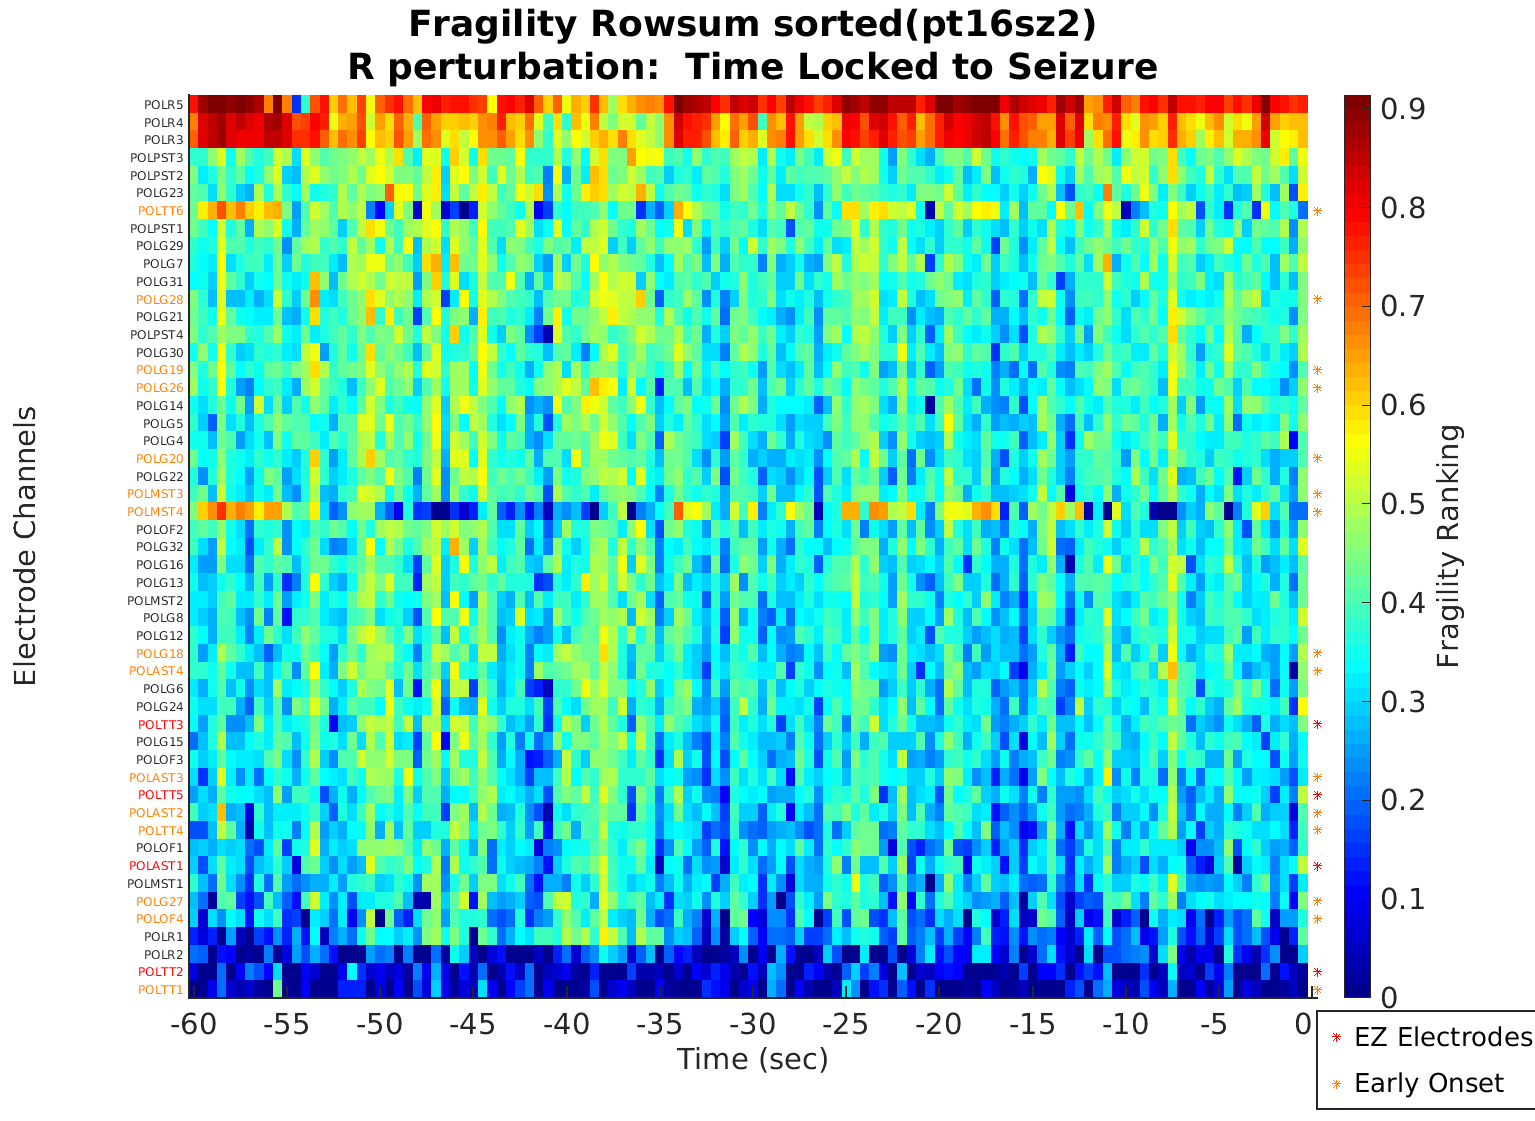 Fragility Rowsum sorted(pt16sz2)
R perturbation:  Time Locked to Seizure
Electrode Channels
POLR5
POLR4
POLR3
POLPST3
POLPST2
POLG23
POLTT6
POLPST1
POLG29
POLG7
POLG31
POLG28
POLG21
POLPST4
POLG30
POLG19
POLG26
POLG14
POLG5
POLG4
POLG20
POLG22
POLMST3
POLMST4
POLOF2
POLG32
POLG16
POLG13
POLMST2
POLG8
POLG12
POLG18
POLAST4
POLG6
POLG24
POLTT3
POLG15
POLOF3
POLAST3
POLTT5
POLAST2
POLTT4
POLOF1
POLAST1
POLMST1
POLG27
POLOF4
POLR1
POLR2
POLTT2
POLTT1
-60 -55 -50 -45 -40 -35 -30 -25 -20 -15 -10 -5 0
Time (sec)
0.9
0.8
0.7
0.6
0.5
0.4
0.3
0.2
0.1
0
Fragility Ranking
EZ Electrodes
Early Onset